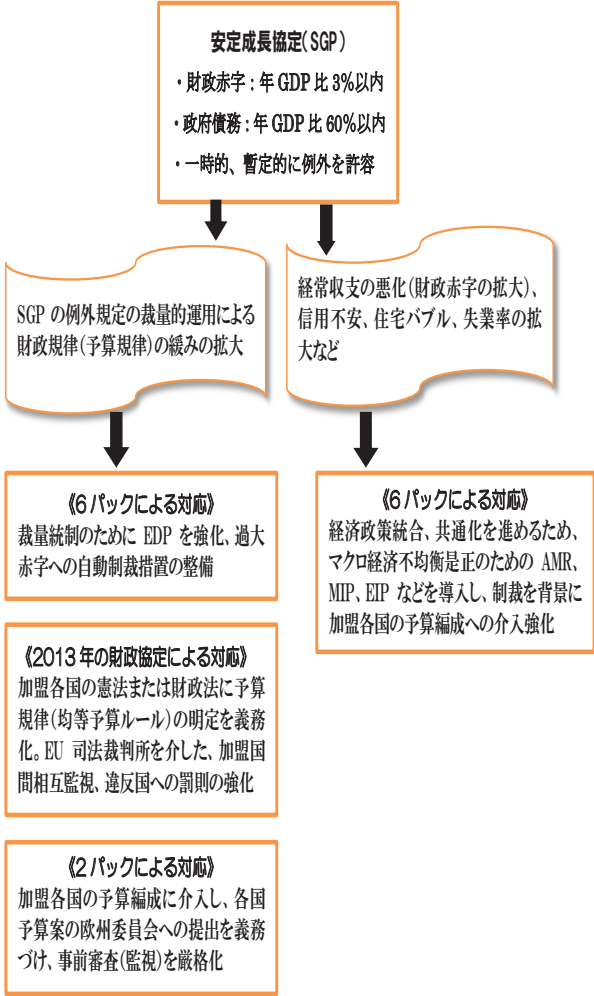 安定成長協定(SGP)
・財政赤字：年GDP比3%以内
・政府債務：年GDP比60%以内
・一時的、暫定的に例外を許容
SGPの例外規定の裁量的運用による
財政規律(予算規律)の緩みの拡大
経常収支の悪化(財政赤字の拡大)、
信用不安、住宅バブル、失業率の拡
大など
《6パックによる対応》
裁量統制のために EDP を強化、過大
赤字への自動制裁措置の整備
《6パックによる対応》
経済政策統合、共通化を進めるため、
マクロ経済不均衡是正のための AMR、
MIP、EIP などを導入し、制裁を背景に
加盟各国の予算編成への介入強化
《2013年の財政協定による対応》
加盟各国の憲法または財政法に予算
規律(均等予算ルール)の明定を義務
化。EU 司法裁判所を介した、加盟国
間相互監視、違反国への罰則の強化
《2パックによる対応》
加盟各国の予算編成に介入し、各国
予算案の欧州委員会への提出を義務
づけ、事前審査(監視)を厳格化